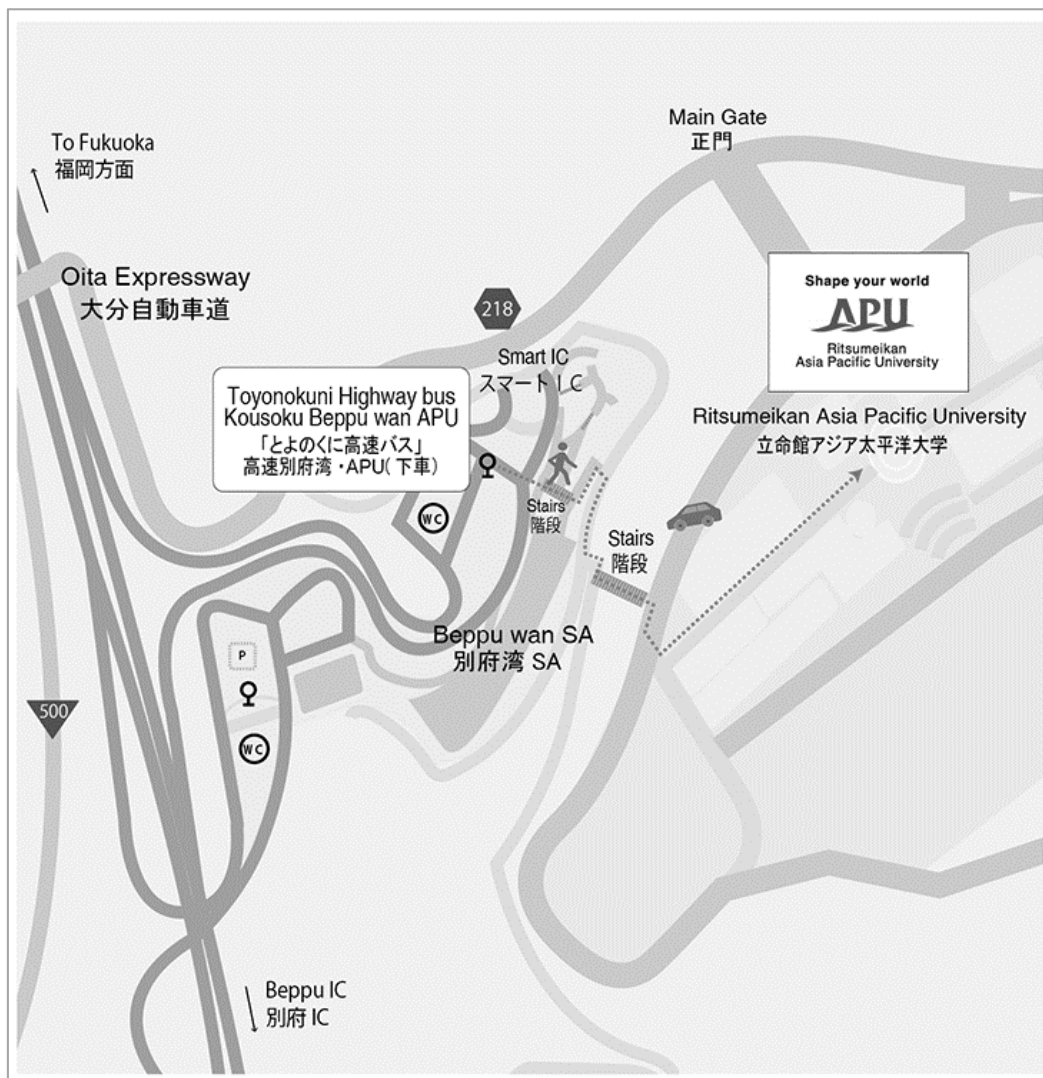 Main Gate
正門
To Fukuoka
福岡方面
Oita Expressway
大分自動車道
218
Smart IC
スマート I C
Shape your world
APU
Ritsumeikan
Asia Pacific University
Toyonokuni Highway bus
Kousoku Beppu wan APU
「とよのくに高速バス」
高速別府湾・APU(下車)
Ritsumeikan Asia Pacific University
立命館アジア太平洋大学
WC
Stairs
階段
Stairs
階段
Beppu wan SA
別府湾 SA
P
500
WC
Beppu IC
別府 IC